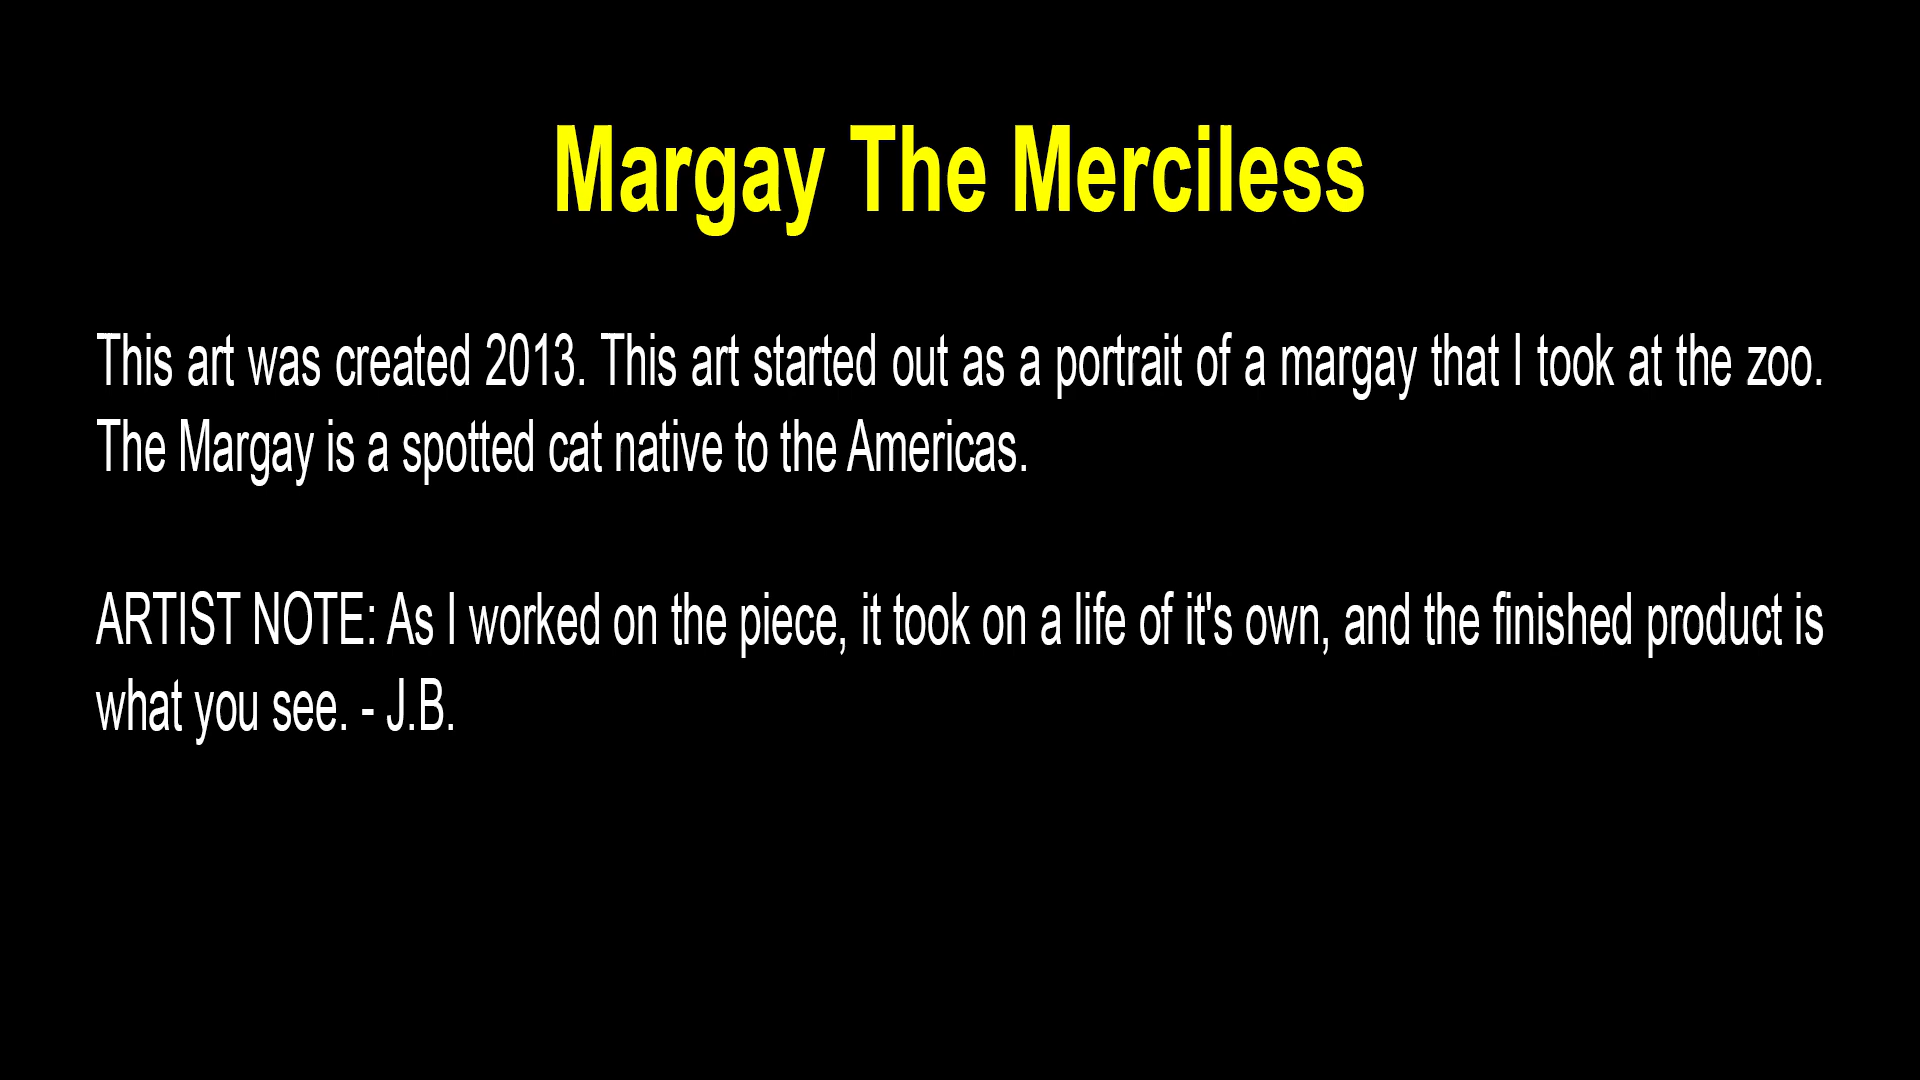 Margay The Merciless
This art was created 2013. This art started out as a portrait of a margay that I took at the zoo.
The Margay is a spotted cat native to the Americas.
ARTIST NOTE: As I worked on the piece, it took on a life of it's own, and the finished product is
what you see. - J.B.